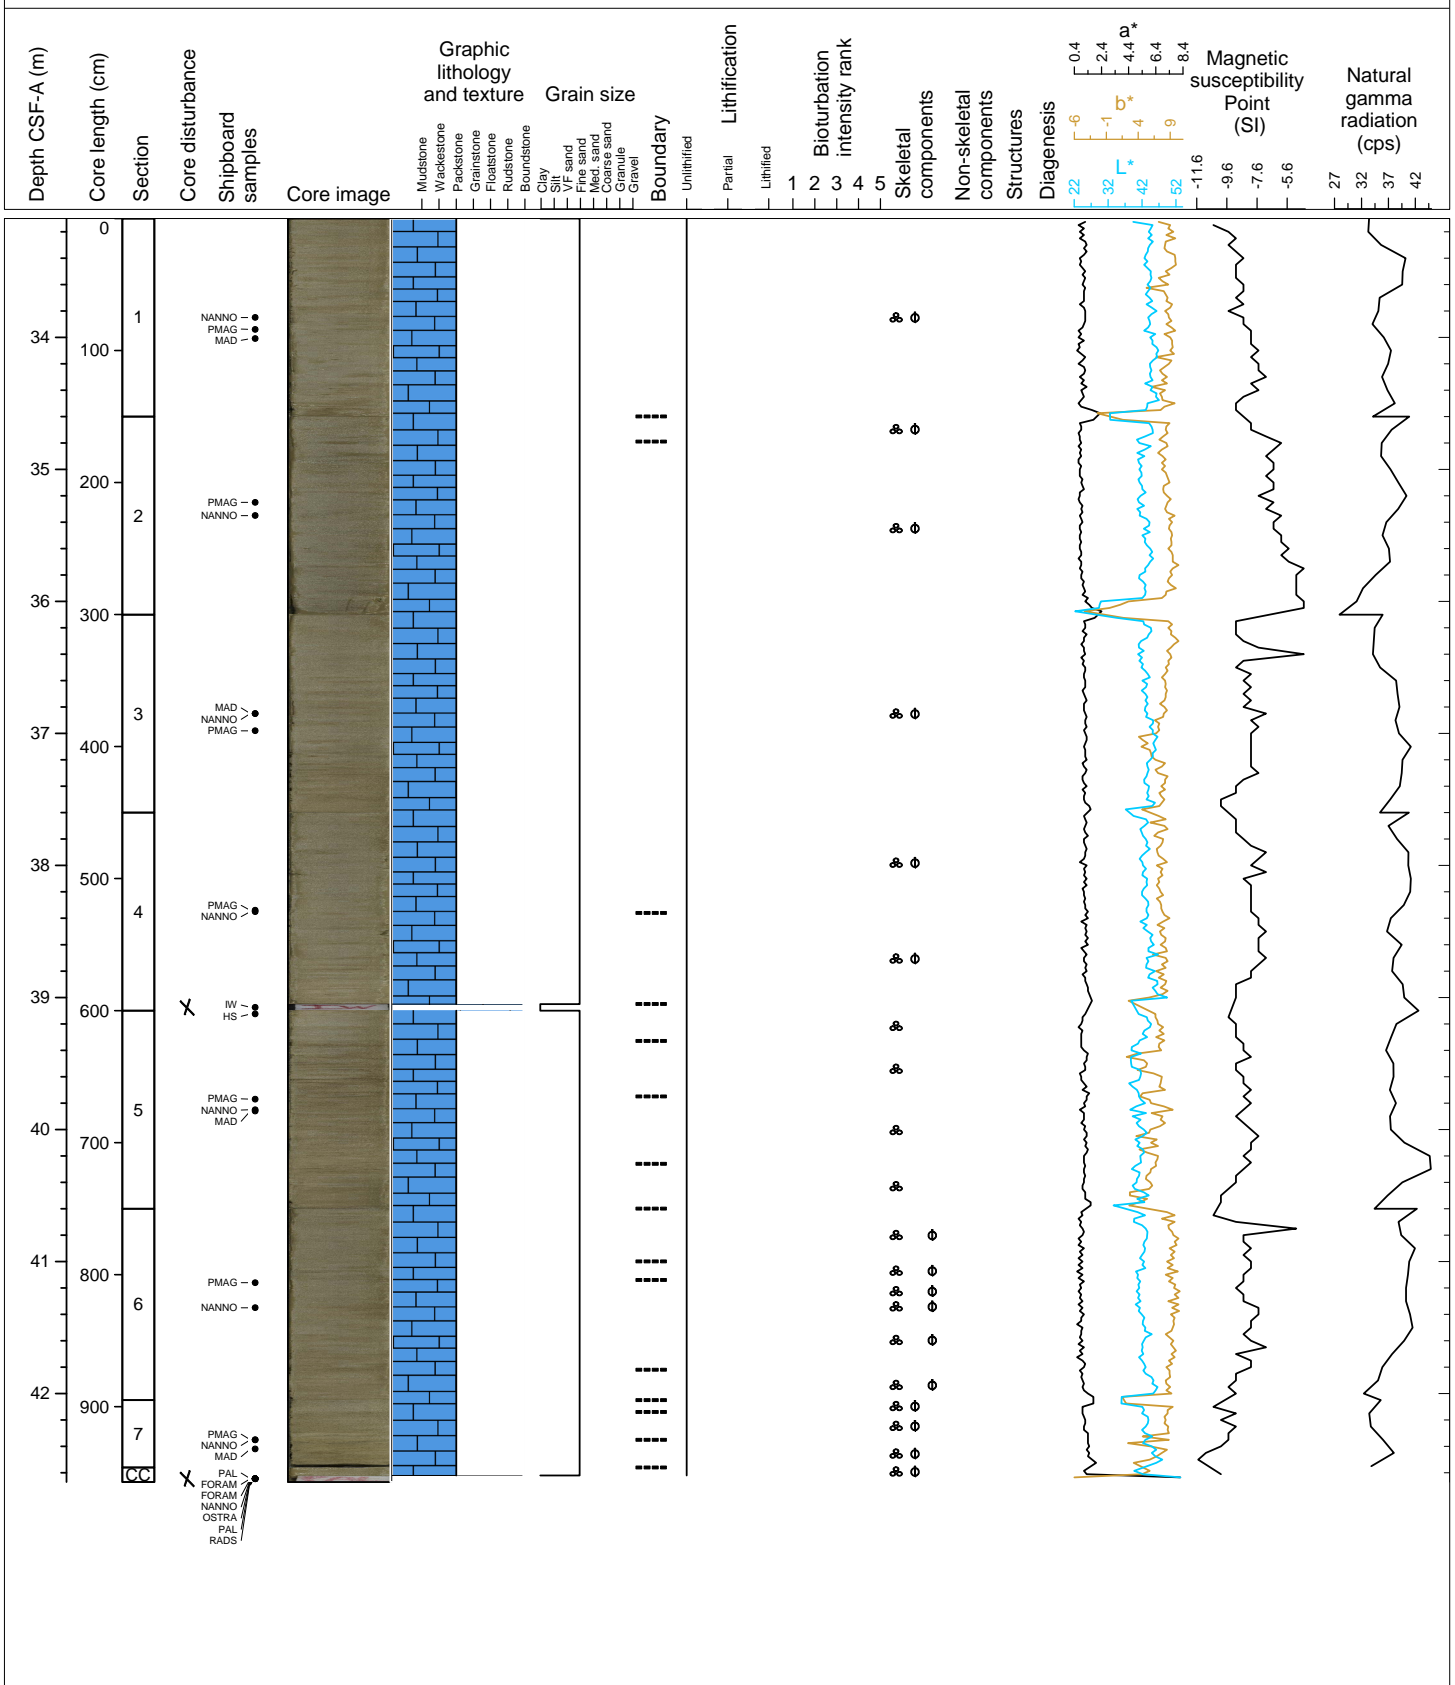 Depth CSF-A (m)
Core length (cm)
Section
Core disturbance
Shipboard
samples
Core image
Graphic
lithology
and texture
Mudstone
Wackestone
Packstone
Grainstone
Floatstone
Rudstone
Boundstone
Grain size
Clay
Silt
VF sand
Fine sand
Med. sand
Coarse sand
Granule
Gravel
Boundary
Lithification
Unlithified
Partial
Lithified
Bioturbation
intensity rank
1 2 3 4 5
Skeletal
components
Non-skeletal
components
Structures
Diagenesis
a*
0.4 2.4 4.4 6.4 8.4
b*
-6 -1 4 9
L*
22 32 42 52
Magnetic
susceptibility
Point
(SI)
-11.6 -9.6 -7.6 -5.6
Natural
gamma
radiation
(cps)
27 32 37 42
0
1
NANNO
PMAG
34
MAD
100
35
200
PMAG
2
NANNO
36
300
MAD
3
NANNO
PMAG
37
400
38
500
PMAG
4
NANNO
39
IW
600
HS
PMAG
5
NANNO
MAD
40
700
41
800
PMAG
6
NANNO
42
900
7
PMAG
NANNO
MAD
CC
PAL
FORAM
FORAM
NANNO
OSTRA
PAL
RADS